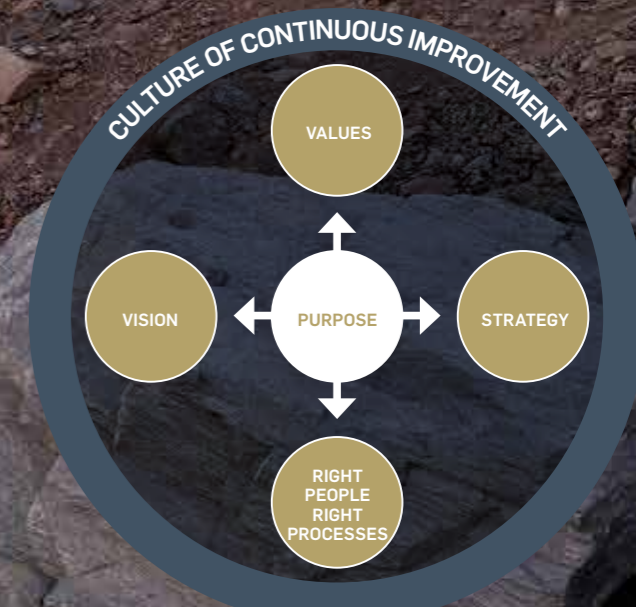 CULTURE OF CONTINUOUS IMPROVEMENT
VALUES
VISION
PURPOSE
STRATEGY
RIGHT
PEOPLE
RIGHT
PROCESSES